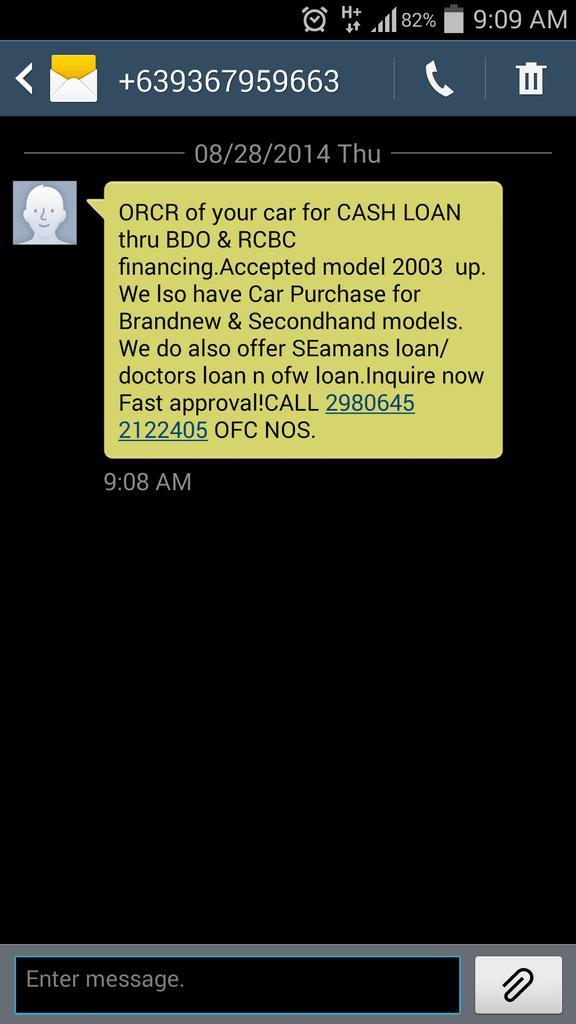 H+ 82% 9:09 AM
+639367959663
08/28/2014 Thu
ORCR of your car for CASH LOAN
thru BDO & RCBC
financing.Accepted model 2003  up.
We lso have Car Purchase for
Brandnew & Secondhand models.
We do also offer SEamans loan/
doctors loan n ofw loan.Inquire now
Fast approval!CALL 2980645
2122405 OFC NOS.
9:08 AM
Enter message.